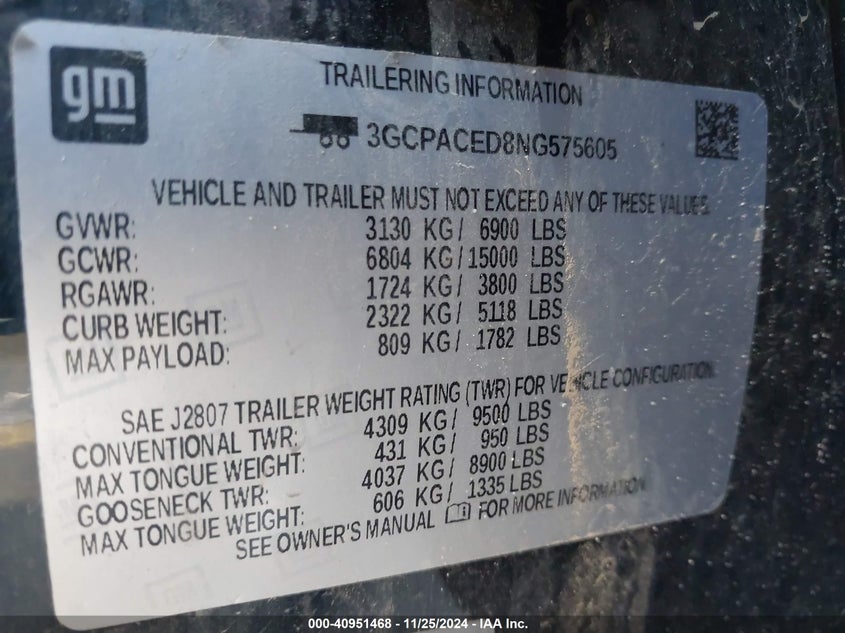 gm
TRAILERING INFORMATION
3GCPACED8NG575605
VEHICLE AND TRAILER MUST NOT EXCEED ANY OF THESE VALUES.
GVWR: 3130 KG/ 6900 LBS
GCWR: 6804 KG/15000 LBS
RGAWR: 1724 KG/ 3800 LBS
CURB WEIGHT: 2322 KG/ 5118 LBS
MAX PAYLOAD: 809 KG/ 1782 LBS
SAE J2807 TRAILER WEIGHT RATING (TWR) FOR VEHICLE CONFIGURATION.
CONVENTIONAL TWR: 4309 KG/ 9500 LBS
MAX TONGUE WEIGHT: 431 KG/ 950 LBS
GOOSENECK TWR: 4037 KG/ 8900 LBS
MAX TONGUE WEIGHT: 606 KG/ 1335 LBS
SEE OWNER'S MANUAL FOR MORE INFORMATION.
000-40951468 - 11/25/2024 - IAA Inc.